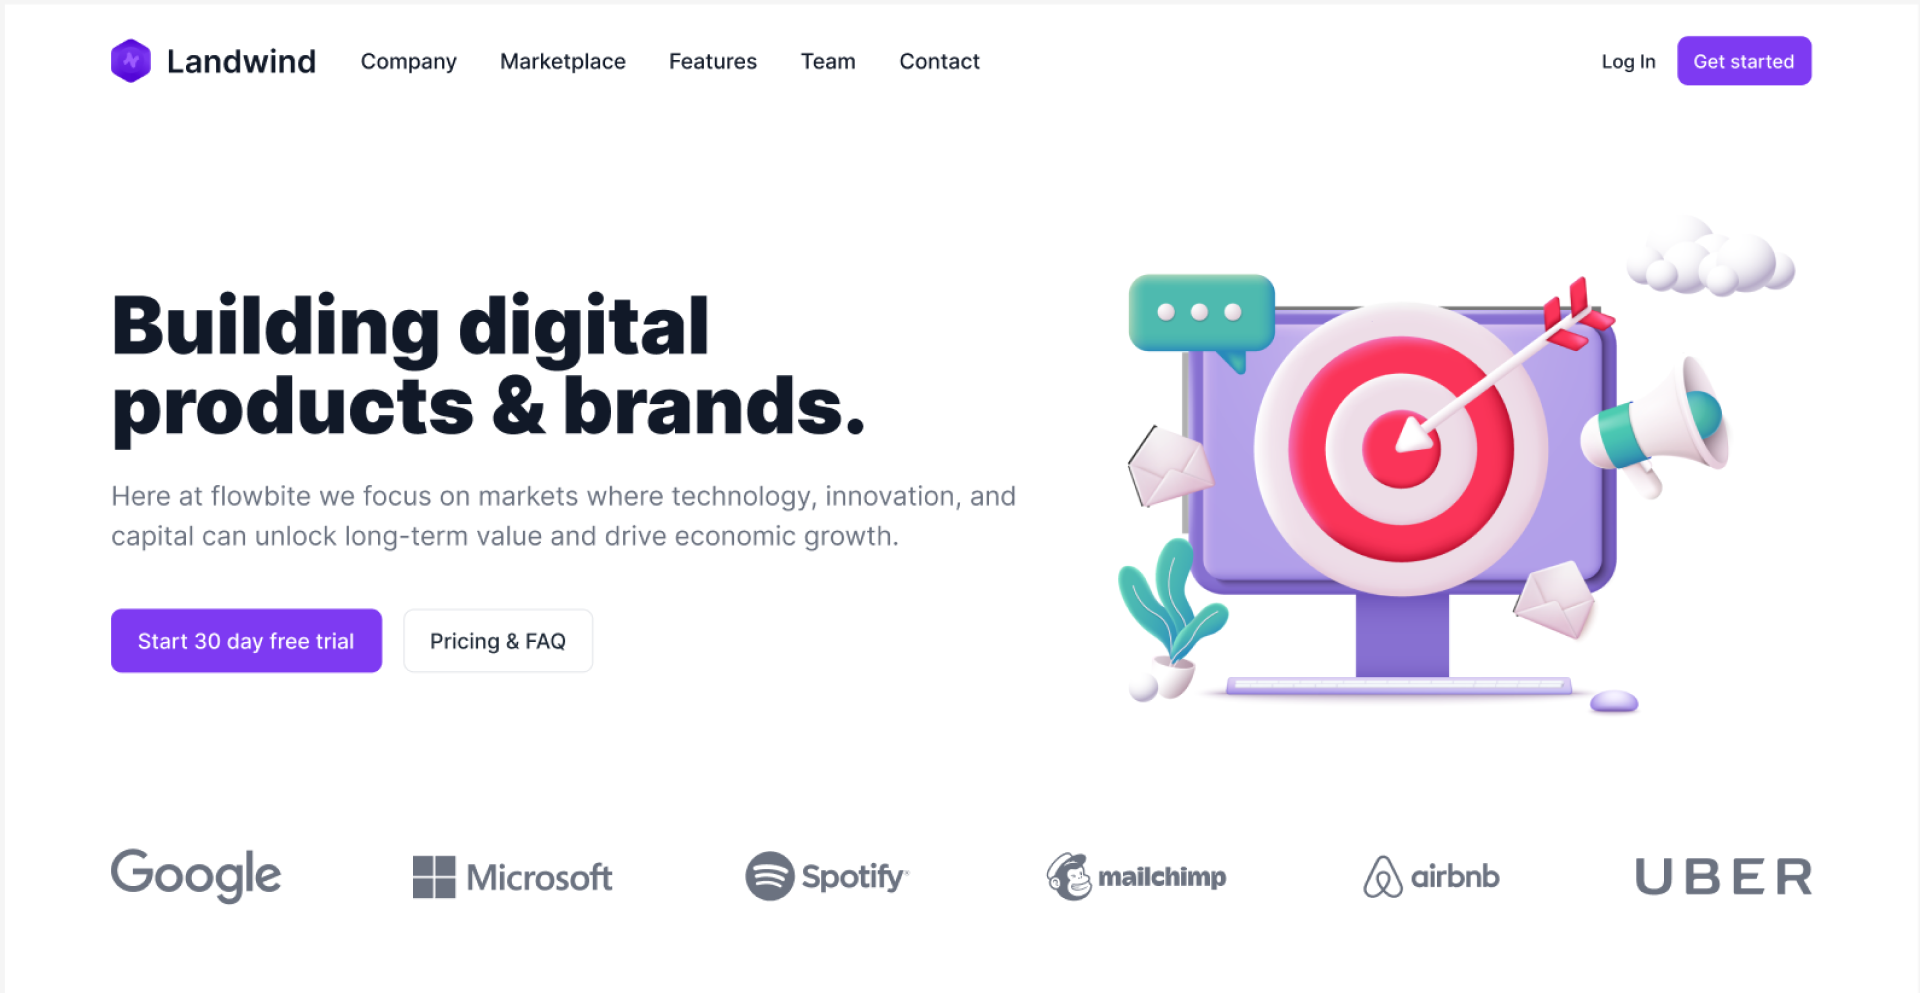 Landwind Company Marketplace Features Team Contact Log In Get started
Building digital
products & brands.
Here at flowbite we focus on markets where technology, innovation, and
capital can unlock long-term value and drive economic growth.
Start 30 day free trial Pricing & FAQ
Google Microsoft Spotify mailchimp airbnb UBER